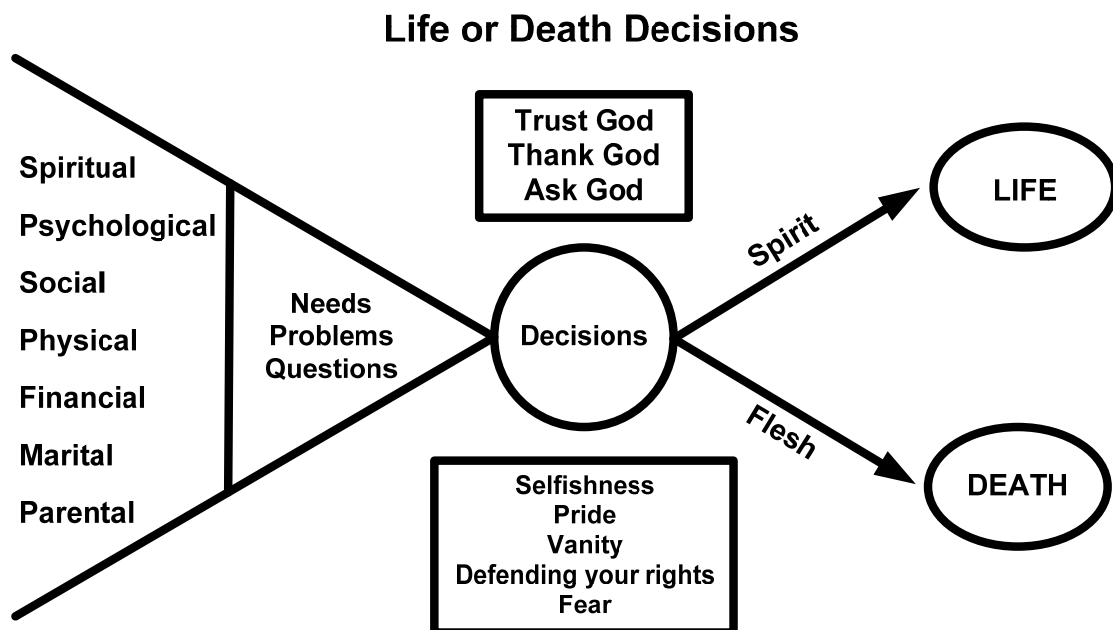 Life or Death Decisions
Spiritual
Psychological
Social
Physical
Financial
Marital
Parental
Needs
Problems
Questions
Trust God
Thank God
Ask God
Decisions
Selfishness
Pride
Vanity
Defending your rights
Fear
Spirit
Flesh
LIFE
DEATH